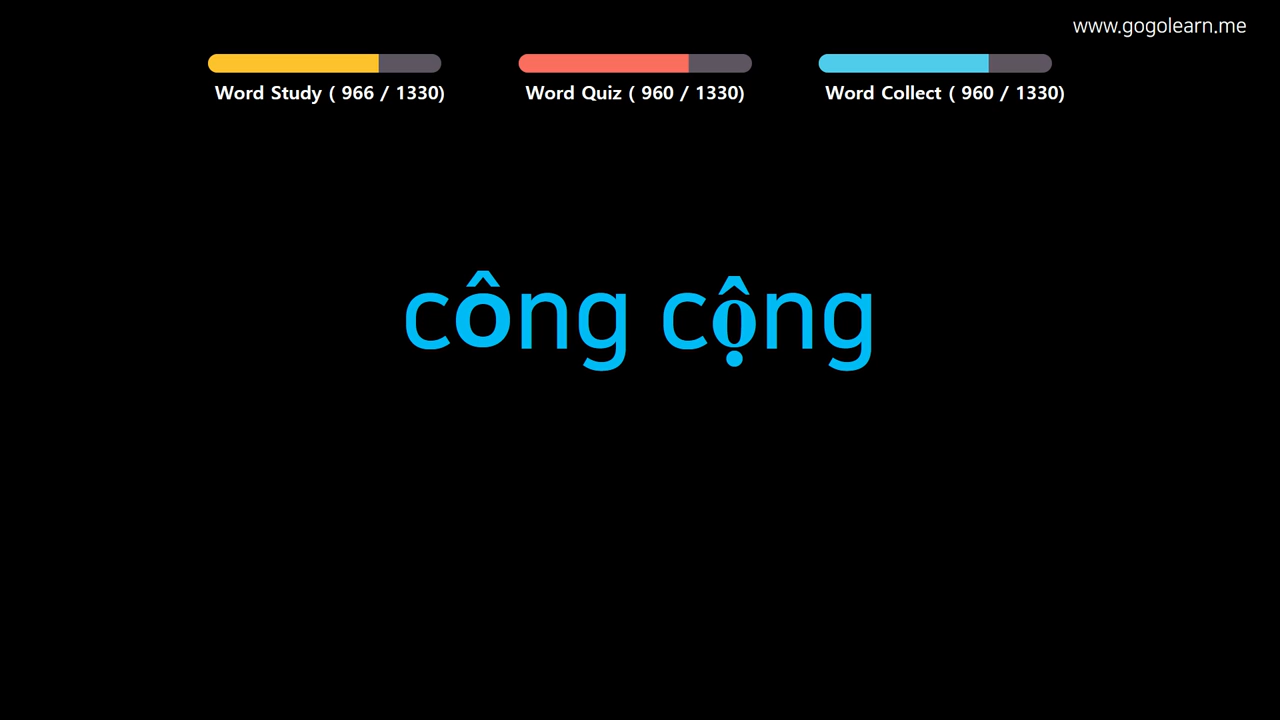 www.gogolearn.me
Word Study ( 966 / 1330)
Word Quiz ( 960 / 1330)
Word Collect ( 960 / 1330)
công cộng